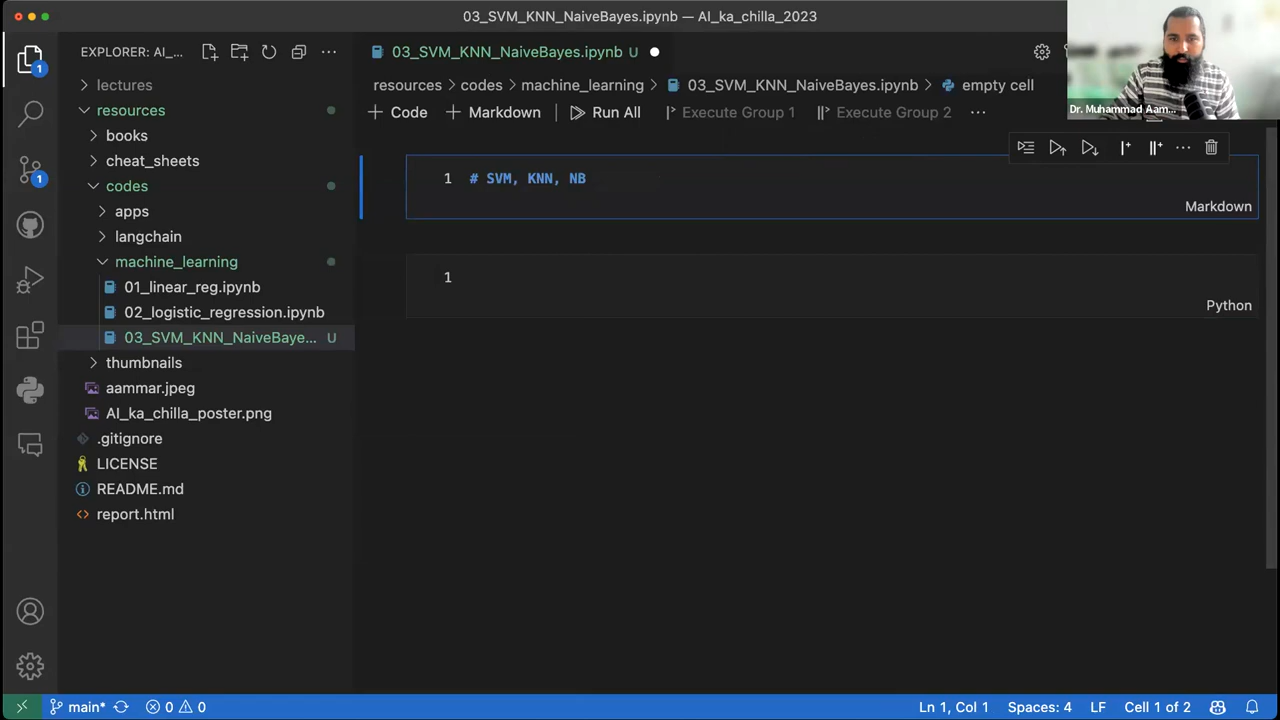 03_SVM_KNN_NaiveBayes.ipynb — AI_ka_chilla_2023
EXPLORER: AI_...
lectures
resources
books
cheat_sheets
codes
apps
langchain
machine_learning
01_linear_reg.ipynb
02_logistic_regression.ipynb
03_SVM_KNN_NaiveBaye... U
thumbnails
aammar.jpeg
AI_ka_chilla_poster.png
.gitignore
LICENSE
README.md
report.html
03_SVM_KNN_NaiveBayes.ipynb U
resources > codes > machine_learning > 03_SVM_KNN_NaiveBayes.ipynb > empty cell
+ Code + Markdown Run All Execute Group 1 Execute Group 2 ...
1 # SVM, KNN, NB
Markdown
1
Python
Dr. Muhammad Aam...
1
1
main* 0 0 Ln 1, Col 1 Spaces: 4 LF Cell 1 of 2